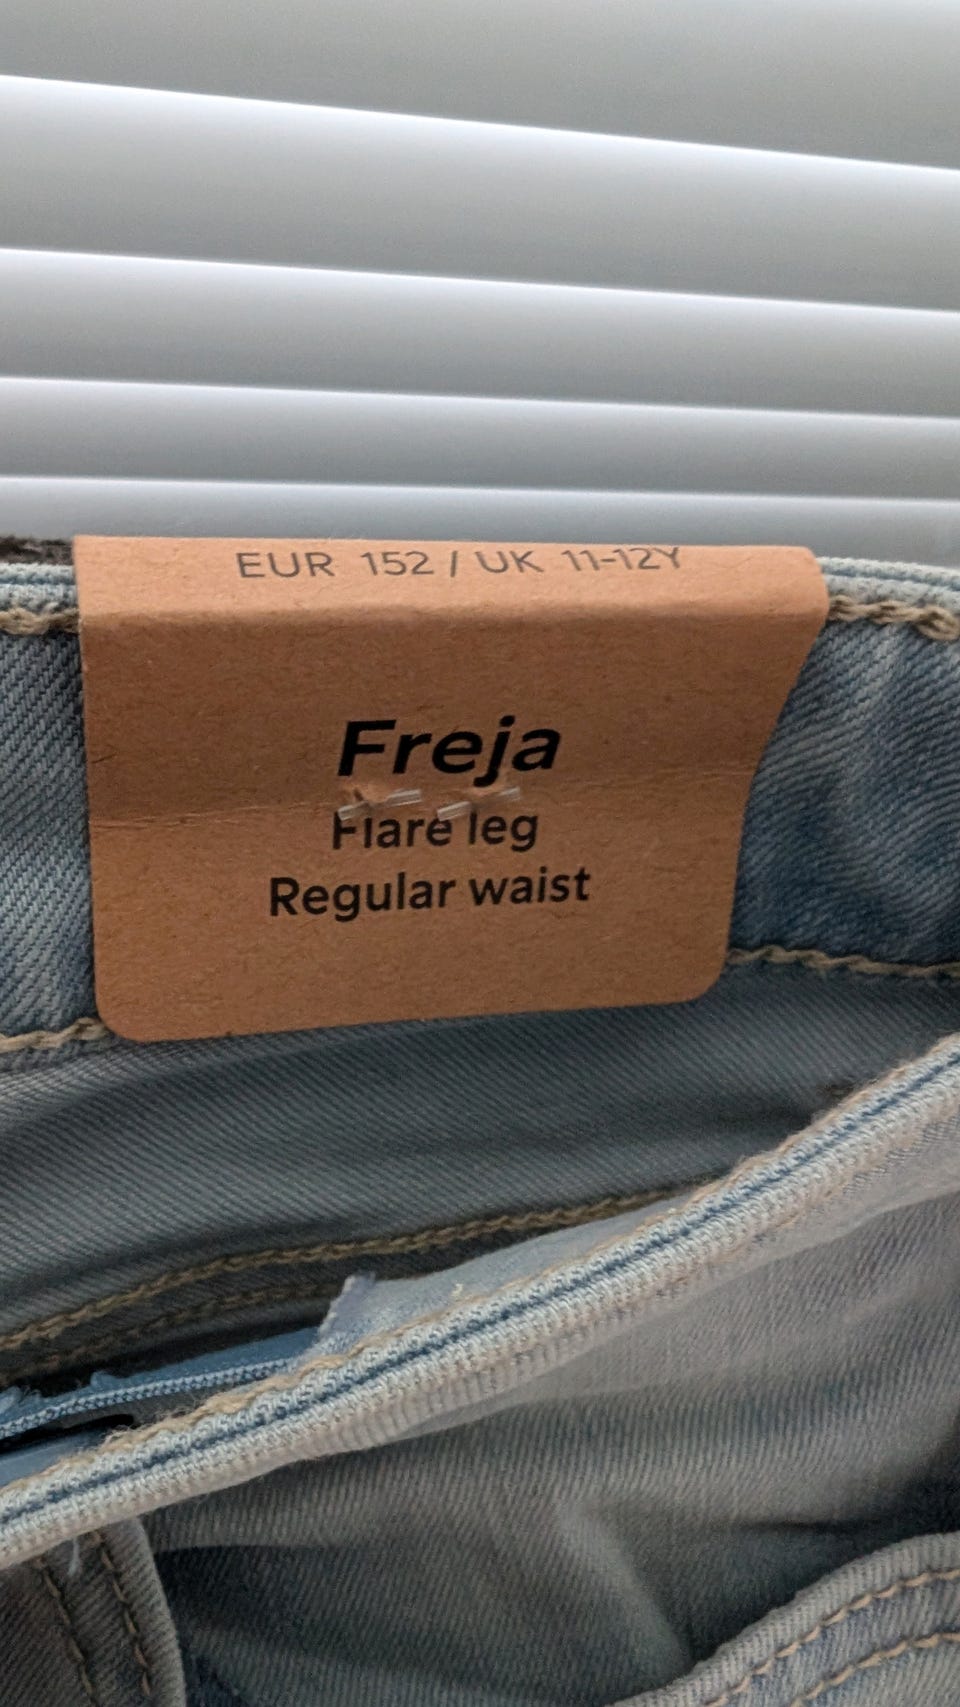 EUR 152 / UK 11-12Y
Freja
Flare leg
Regular waist